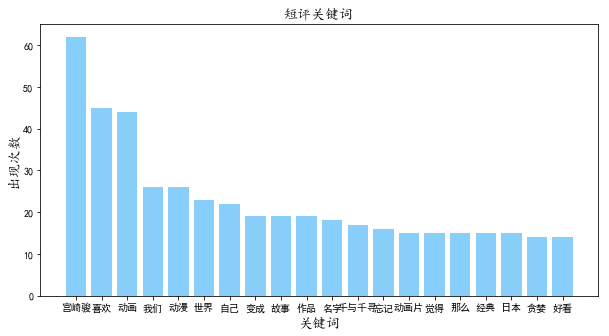 短评关键词
出现次数
60
50
40
30
20
10
0
宫崎骏 喜欢 动画 我们 动漫 世界 自己 变成 故事 作品 名字 千与千寻 忘记 动画片 觉得 那么 经典 日本 贪婪 好看
关键词